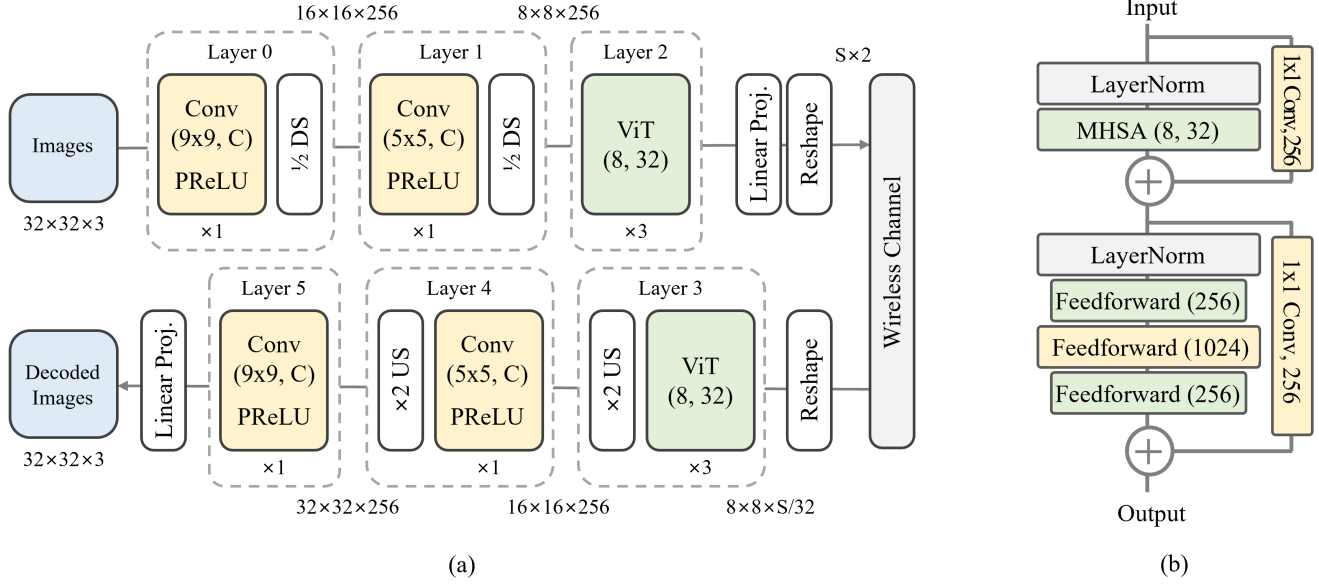 16×16×256
8×8×256
Layer 0
Layer 1
Layer 2
S×2
Images
32×32×3
Conv
(9x9, C)
PReLU
½ DS
×1
Conv
(5x5, C)
PReLU
½ DS
×1
ViT
(8, 32)
×3
Linear Proj.
Reshape
Wireless Channel
Layer 5
Layer 4
Layer 3
Decoded
Images
32×32×3
Linear Proj.
Conv
(9x9, C)
PReLU
×1
×2 US
Conv
(5x5, C)
PReLU
×1
×2 US
ViT
(8, 32)
×3
Reshape
32×32×256
16×16×256
8×8×S/32
(a)
Input
LayerNorm
MHSA (8, 32)
1x1 Conv, 256
LayerNorm
Feedforward (256)
Feedforward (1024)
Feedforward (256)
1x1 Conv, 256
Output
(b)